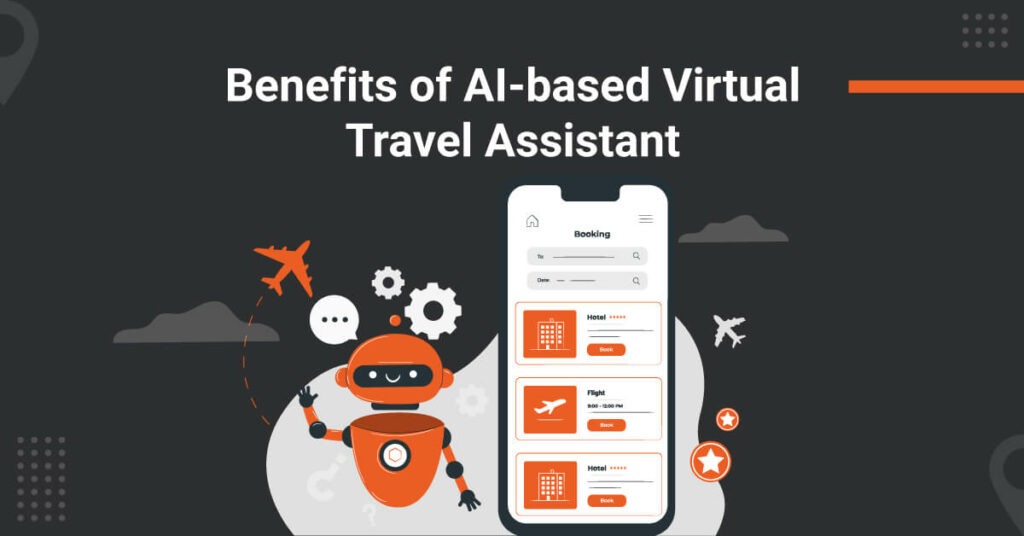 Benefits of AI-based Virtual
Travel Assistant
Booking
To:
Date:
Hotel
Book
Flight
9:00 - 12:00 PM
Book
Hotel
Book